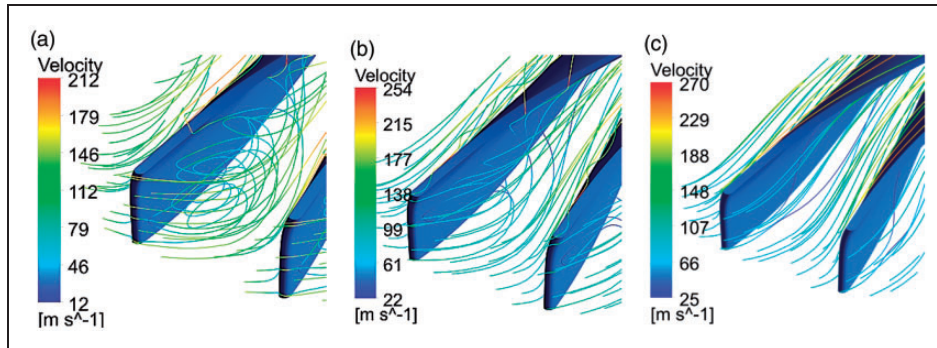 (a)
Velocity
212
179
146
112
79
46
12
[m s^-1]
(b)
Velocity
254
215
177
138
99
61
22
[m s^-1]
(c)
Velocity
270
229
188
148
107
66
25
[m s^-1]